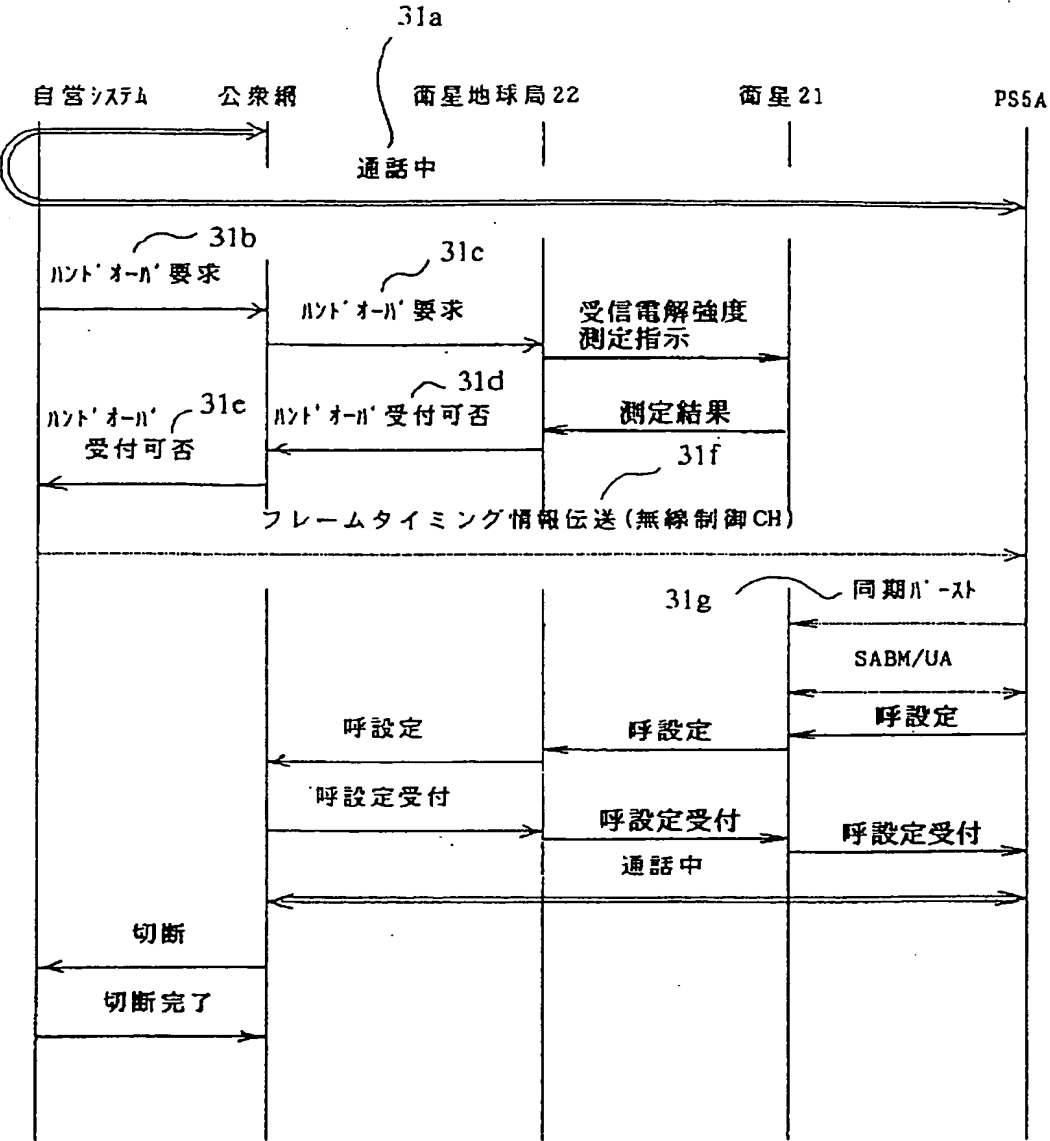 31a
自営ｼｽﾃﾑ 公衆網 衛星地球局22 衛星21 PS5A
通話中
31b
ﾊﾝﾄﾞｵｰﾊﾞ要求
31c
ﾊﾝﾄﾞｵｰﾊﾞ要求
受信電解強度
測定指示
31d
ﾊﾝﾄﾞｵｰﾊﾞ受付可否
測定結果
31e
ﾊﾝﾄﾞｵｰﾊﾞ
受付可否
31f
フレームタイミング情報伝送(無線制御CH)
31g
同期ﾊﾞｰｽﾄ
SABM/UA
呼設定
呼設定
呼設定
呼設定受付
呼設定受付
呼設定受付
通話中
切断
切断完了